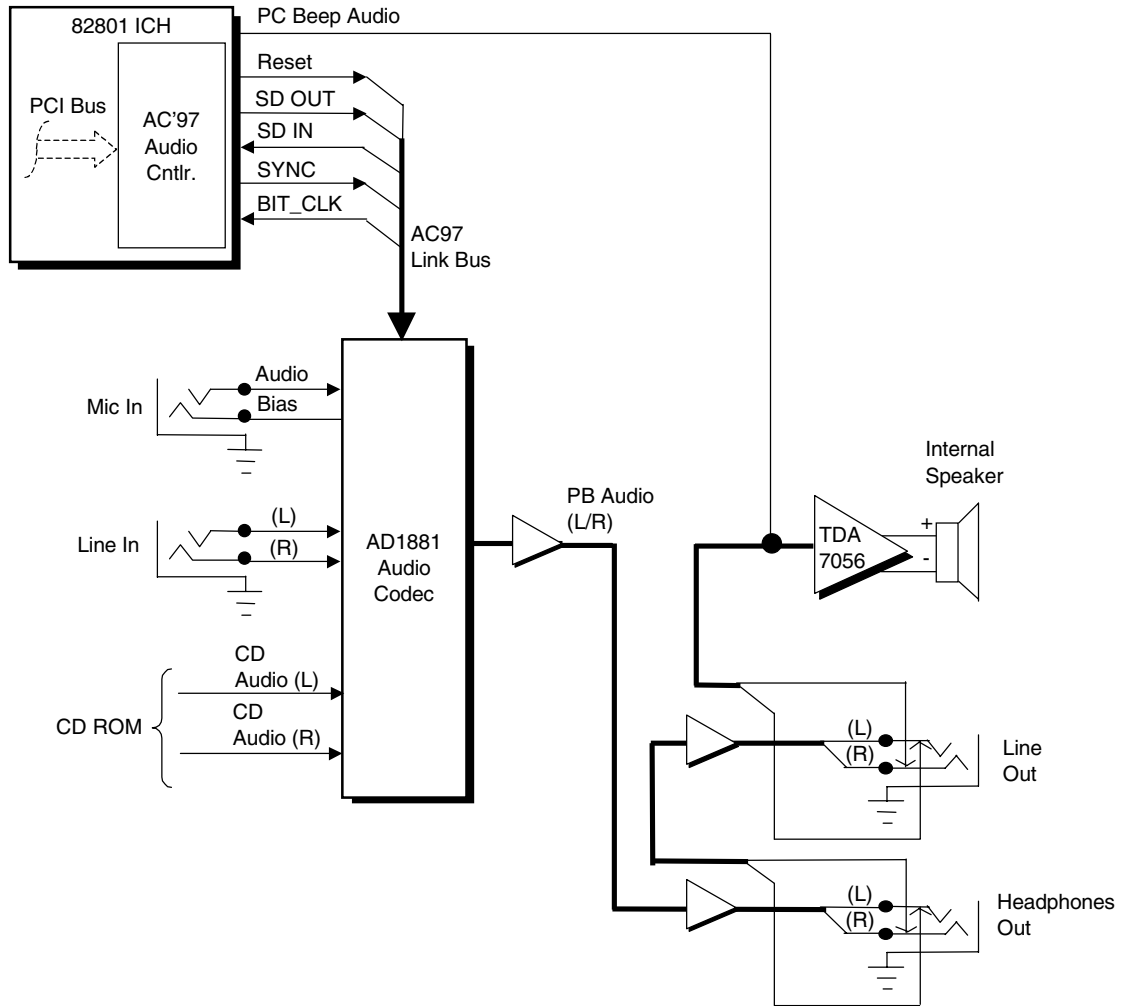 82801 ICH
PC Beep Audio
PCI Bus
AC’97
Audio
Cntlr.
Reset
SD OUT
SD IN
SYNC
BIT_CLK
AC97
Link Bus
Mic In
Audio
Bias
Line In
(L)
(R)
CD ROM
CD
Audio (L)
CD
Audio (R)
AD1881
Audio
Codec
PB Audio
(L/R)
TDA
7056
+
-
Internal
Speaker
(L)
(R)
Line
Out
(L)
(R)
Headphones
Out